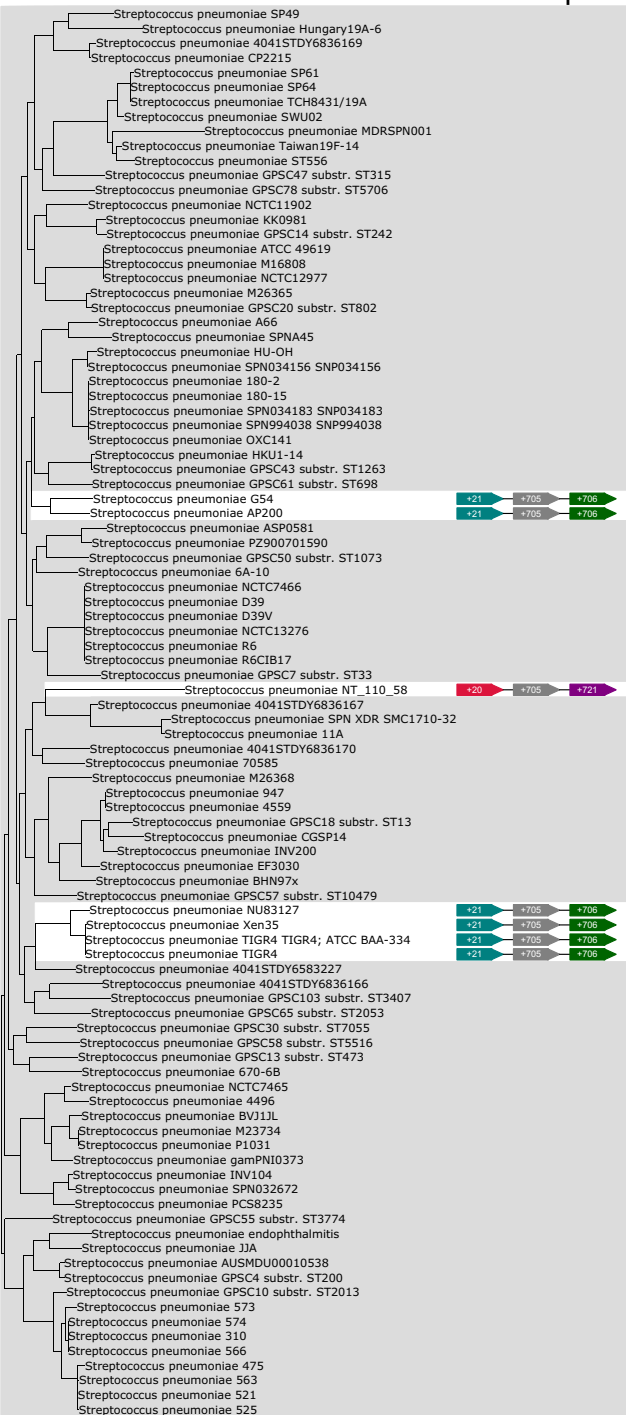 Streptococcus pneumoniae SP49
Streptococcus pneumoniae Hungary19A-6
Streptococcus pneumoniae 4041STDY6836169
Streptococcus pneumoniae CP2215
Streptococcus pneumoniae SP61
Streptococcus pneumoniae SP64
Streptococcus pneumoniae TCH8431/19A
Streptococcus pneumoniae SWU02
Streptococcus pneumoniae MDRSPN001
Streptococcus pneumoniae Taiwan19F-14
Streptococcus pneumoniae ST556
Streptococcus pneumoniae GPSC47 substr. ST315
Streptococcus pneumoniae GPSC78 substr. ST5706
Streptococcus pneumoniae NCTC11902
Streptococcus pneumoniae KK0981
Streptococcus pneumoniae GPSC14 substr. ST242
Streptococcus pneumoniae ATCC 49619
Streptococcus pneumoniae M16808
Streptococcus pneumoniae NCTC12977
Streptococcus pneumoniae M26365
Streptococcus pneumoniae GPSC20 substr. ST802
Streptococcus pneumoniae A66
Streptococcus pneumoniae SPNA45
Streptococcus pneumoniae HU-OH
Streptococcus pneumoniae SPN034156 SNP034156
Streptococcus pneumoniae 180-2
Streptococcus pneumoniae 180-15
Streptococcus pneumoniae SPN034183 SNP034183
Streptococcus pneumoniae SPN994038 SNP994038
Streptococcus pneumoniae OXC141
Streptococcus pneumoniae HKU1-14
Streptococcus pneumoniae GPSC43 substr. ST1263
Streptococcus pneumoniae GPSC61 substr. ST698
Streptococcus pneumoniae G54 +21 +705 +706
Streptococcus pneumoniae AP200 +21 +705 +706
Streptococcus pneumoniae ASP0581
Streptococcus pneumoniae PZ900701590
Streptococcus pneumoniae GPSC50 substr. ST1073
Streptococcus pneumoniae 6A-10
Streptococcus pneumoniae NCTC7466
Streptococcus pneumoniae D39
Streptococcus pneumoniae D39V
Streptococcus pneumoniae NCTC13276
Streptococcus pneumoniae R6
Streptococcus pneumoniae R6CIB17
Streptococcus pneumoniae GPSC7 substr. ST33
Streptococcus pneumoniae NT_110_58 +20 +705 +721
Streptococcus pneumoniae 4041STDY6836167
Streptococcus pneumoniae SPN XDR SMC1710-32
Streptococcus pneumoniae 11A
Streptococcus pneumoniae 4041STDY6836170
Streptococcus pneumoniae 70585
Streptococcus pneumoniae M26368
Streptococcus pneumoniae 947
Streptococcus pneumoniae 4559
Streptococcus pneumoniae GPSC18 substr. ST13
Streptococcus pneumoniae CGSP14
Streptococcus pneumoniae INV200
Streptococcus pneumoniae EF3030
Streptococcus pneumoniae BHN97x
Streptococcus pneumoniae GPSC57 substr. ST10479
Streptococcus pneumoniae NU83127 +21 +705 +706
Streptococcus pneumoniae Xen35 +21 +705 +706
Streptococcus pneumoniae TIGR4 TIGR4; ATCC BAA-334 +21 +705 +706
Streptococcus pneumoniae TIGR4 +21 +705 +706
Streptococcus pneumoniae 4041STDY6583227
Streptococcus pneumoniae 4041STDY6836166
Streptococcus pneumoniae GPSC103 substr. ST3407
Streptococcus pneumoniae GPSC65 substr. ST2053
Streptococcus pneumoniae GPSC30 substr. ST7055
Streptococcus pneumoniae GPSC58 substr. ST5516
Streptococcus pneumoniae GPSC13 substr. ST473
Streptococcus pneumoniae 670-6B
Streptococcus pneumoniae NCTC7465
Streptococcus pneumoniae 4496
Streptococcus pneumoniae BVJ1JL
Streptococcus pneumoniae M23734
Streptococcus pneumoniae P1031
Streptococcus pneumoniae gamPNI0373
Streptococcus pneumoniae INV104
Streptococcus pneumoniae SPN032672
Streptococcus pneumoniae PCS8235
Streptococcus pneumoniae GPSC55 substr. ST3774
Streptococcus pneumoniae endophthalmitis
Streptococcus pneumoniae JJA
Streptococcus pneumoniae AUSMDU00010538
Streptococcus pneumoniae GPSC4 substr. ST200
Streptococcus pneumoniae GPSC10 substr. ST2013
Streptococcus pneumoniae 573
Streptococcus pneumoniae 574
Streptococcus pneumoniae 310
Streptococcus pneumoniae 566
Streptococcus pneumoniae 475
Streptococcus pneumoniae 563
Streptococcus pneumoniae 521
Streptococcus pneumoniae 525